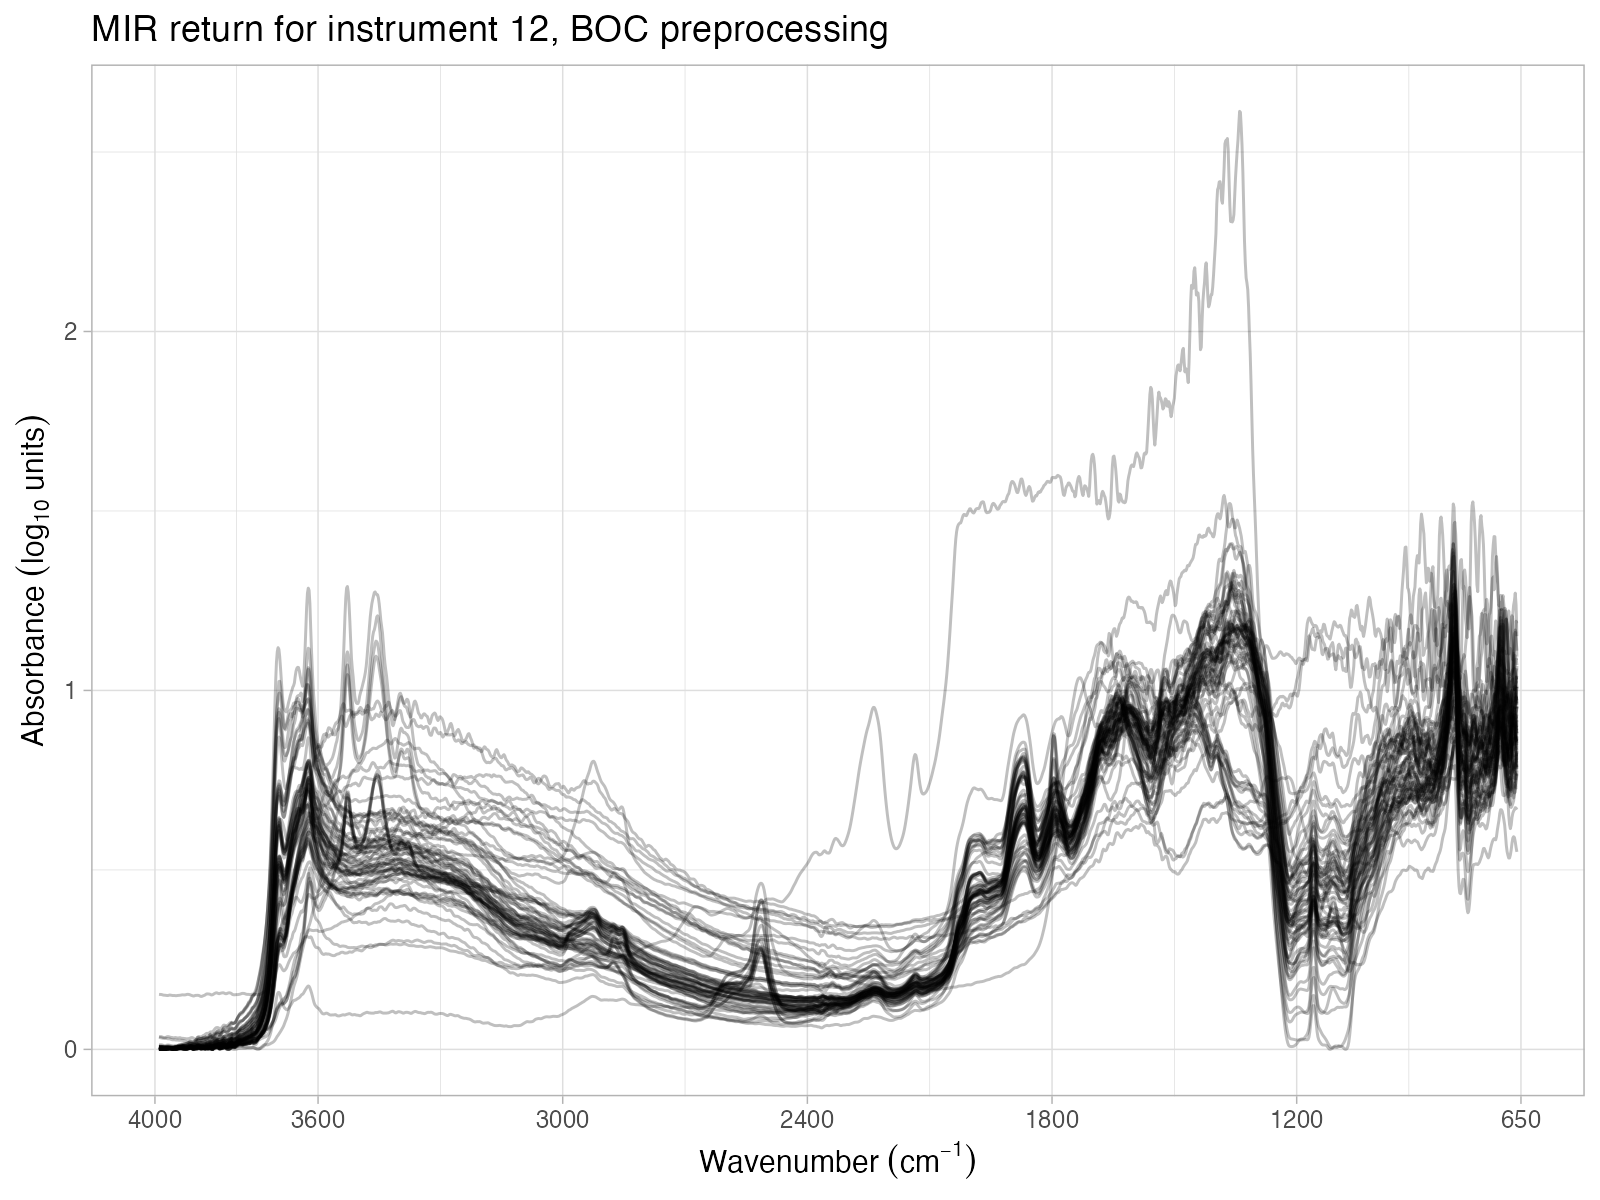 MIR return for instrument 12, BOC preprocessing
Absorbance (log₁₀ units)
2
1
0
4000 3600 3000 2400 1800 1200 650
Wavenumber (cm⁻¹)